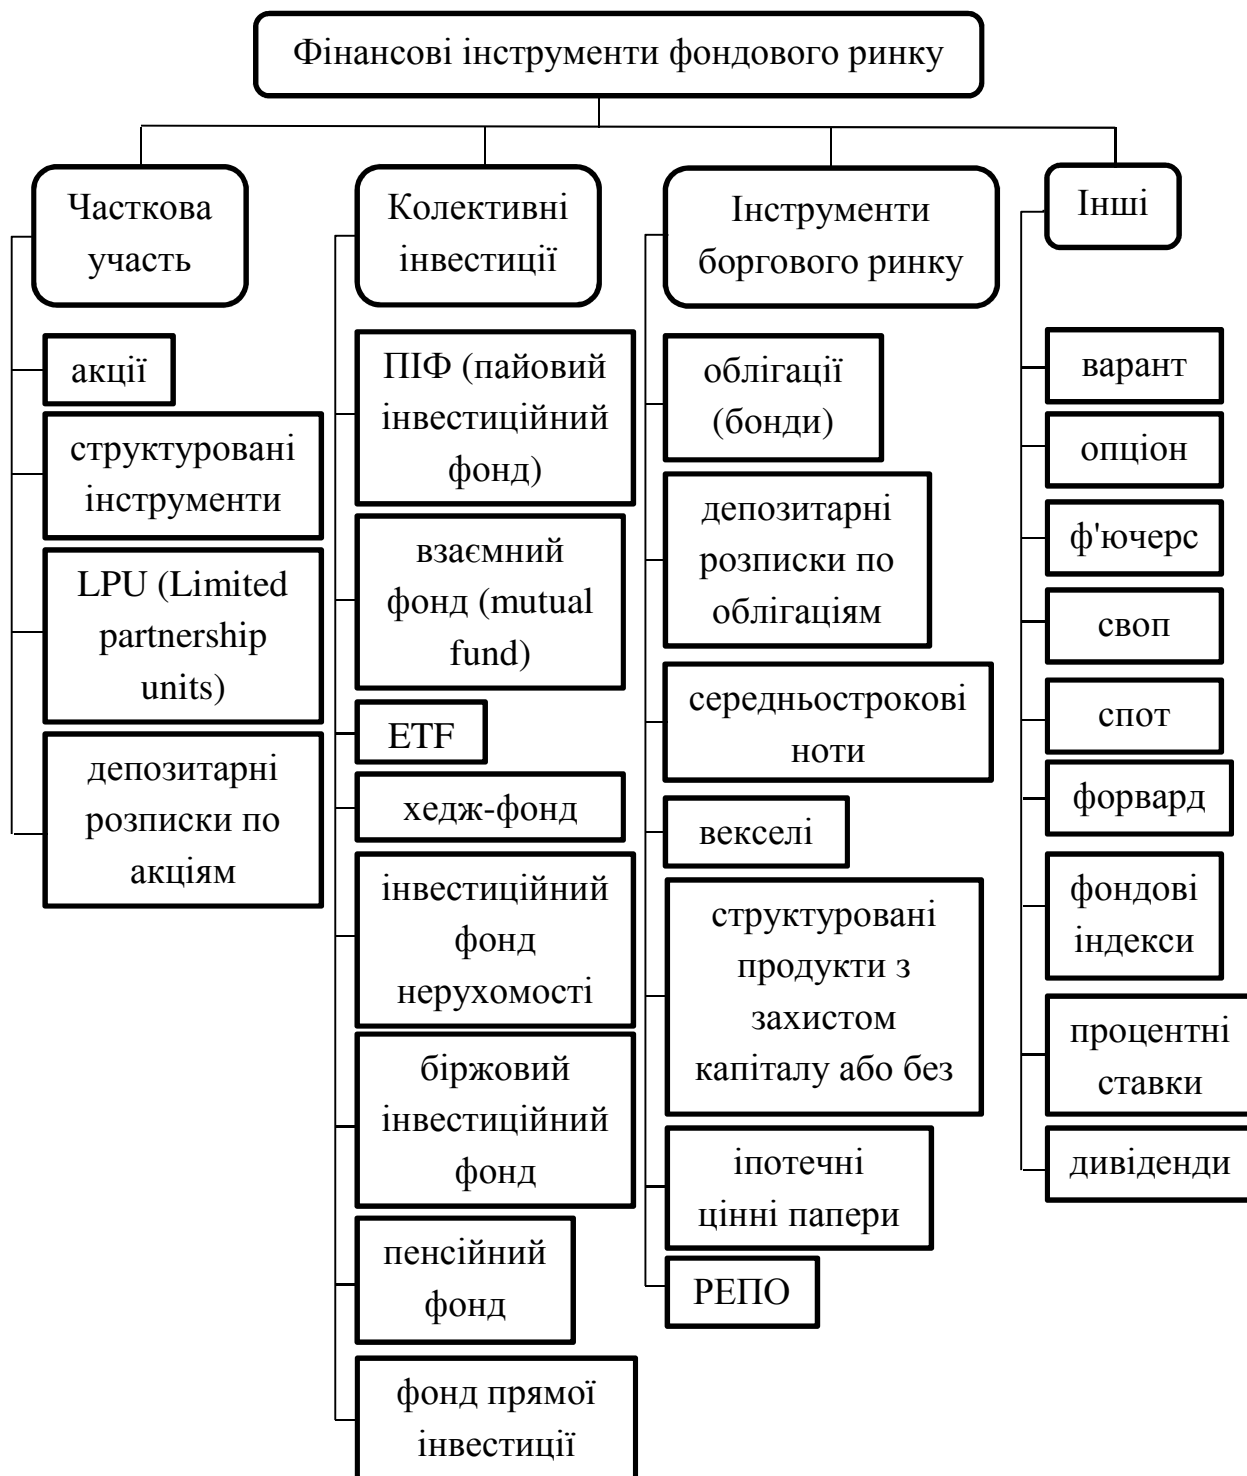 Фінансові інструменти фондового ринку
Часткова
участь
акції
структуровані
інструменти
LPU (Limited
partnership
units)
депозитарні
розписки по
акціям
Колективні
інвестиції
ПІФ (пайовий
інвестиційний
фонд)
взаємний
фонд (mutual
fund)
ETF
хедж-фонд
інвестиційний
фонд
нерухомості
біржовий
інвестиційний
фонд
пенсійний
фонд
фонд прямої
інвестиції
Інструменти
боргового ринку
облігації
(бонди)
депозитарні
розписки по
облігаціям
середньострокові
ноти
векселі
структуровані
продукти з
захистом
капіталу або без
іпотечні
цінні папери
РЕПО
Інші
варант
опціон
ф'ючерс
своп
спот
форвард
фондові
індекси
процентні
ставки
дивіденди